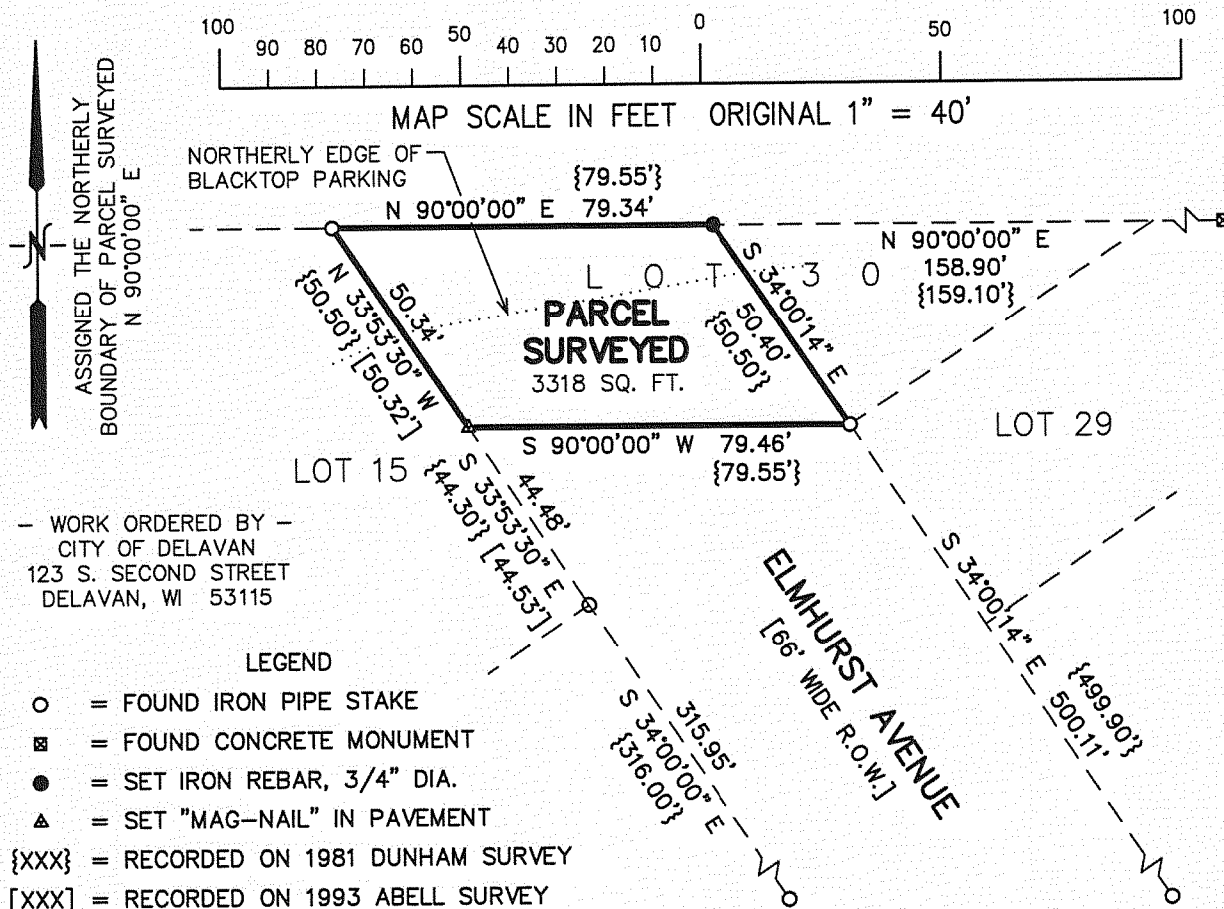 100 90 80 70 60 50 40 30 20 10 0 50 100
MAP SCALE IN FEET ORIGINAL 1" = 40'
ASSIGNED THE NORTHERLY
BOUNDARY OF PARCEL SURVEYED
N 90°00'00" E
N
NORTHERLY EDGE OF
BLACKTOP PARKING
{79.55'}
N 90°00'00" E 79.34'
N 90°00'00" E
158.90'
{159.10'}
LOT 30
S 34°00'14" E
50.40'
{50.50'}
50.34'
N 33°53'30" W
{50.50'} [50.32']
PARCEL
SURVEYED
3318 SQ. FT.
S 90°00'00" W 79.46'
{79.55'}
LOT 29
LOT 15
44.48'
S 33°53'30" E
{44.30'} [44.53']
- WORK ORDERED BY -
CITY OF DELAVAN
123 S. SECOND STREET
DELAVAN, WI 53115
ELMHURST AVENUE
[66' WIDE R.O.W.]
{499.90'}
S 34°00'14" E 500.11'
315.95'
S 34°00'00" E
{316.00'}
LEGEND
= FOUND IRON PIPE STAKE
= FOUND CONCRETE MONUMENT
= SET IRON REBAR, 3/4" DIA.
= SET "MAG-NAIL" IN PAVEMENT
{XXX} = RECORDED ON 1981 DUNHAM SURVEY
[XXX] = RECORDED ON 1993 ABELL SURVEY